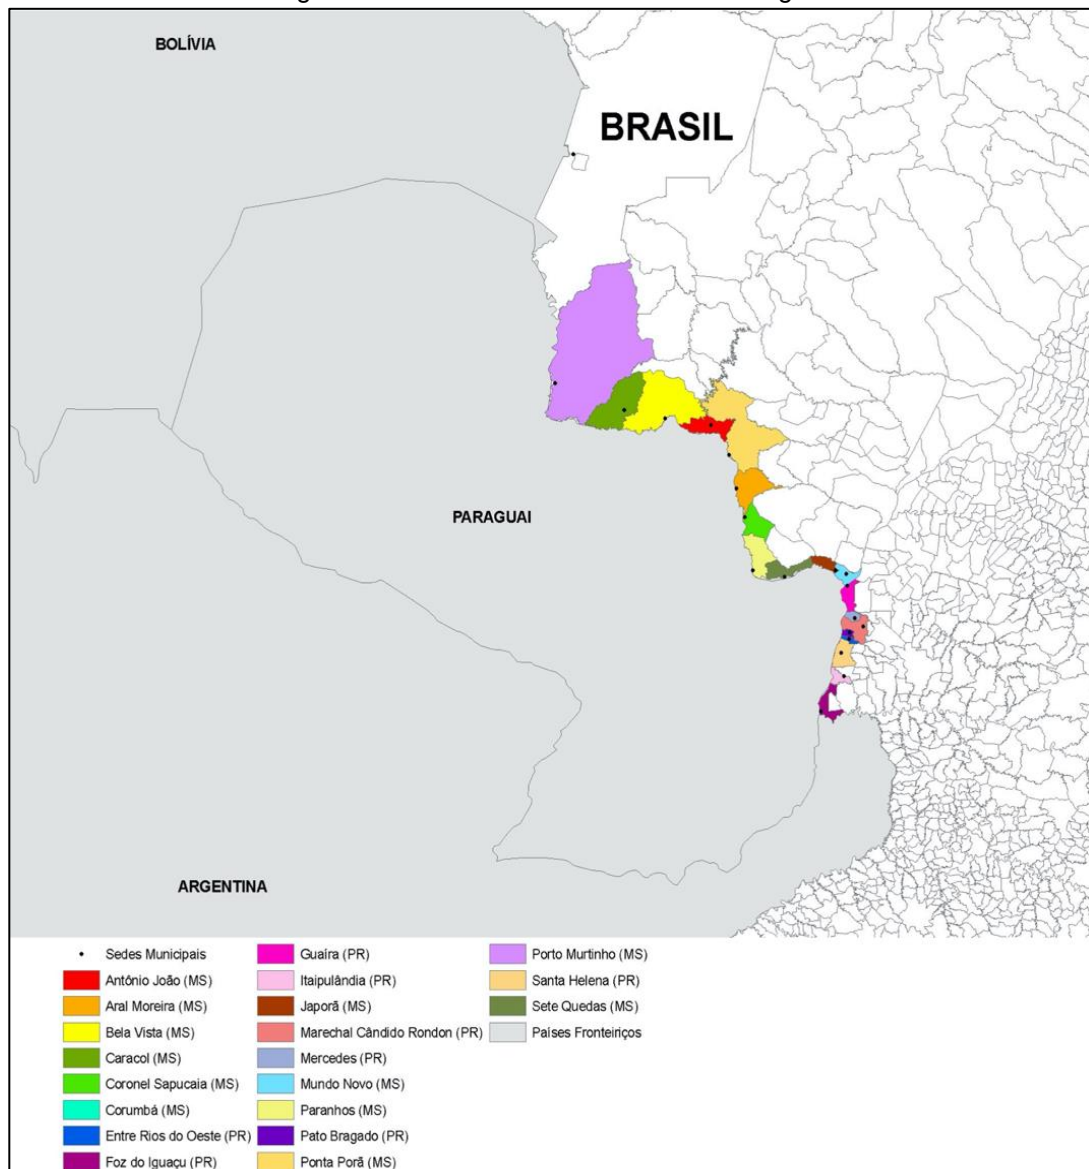 BOLÍVIA
BRASIL
PARAGUAI
ARGENTINA
Sedes Municipais
Antônio João (MS)
Aral Moreira (MS)
Bela Vista (MS)
Caracol (MS)
Coronel Sapucaia (MS)
Corumbá (MS)
Entre Rios do Oeste (PR)
Foz do Iguaçu (PR)
Guaíra (PR)
Itaipulândia (PR)
Japorã (MS)
Marechal Cândido Rondon (PR)
Mercedes (PR)
Mundo Novo (MS)
Paranhos (MS)
Pato Bragado (PR)
Ponta Porã (MS)
Porto Murtinho (MS)
Santa Helena (PR)
Sete Quedas (MS)
Países Fronteiriços